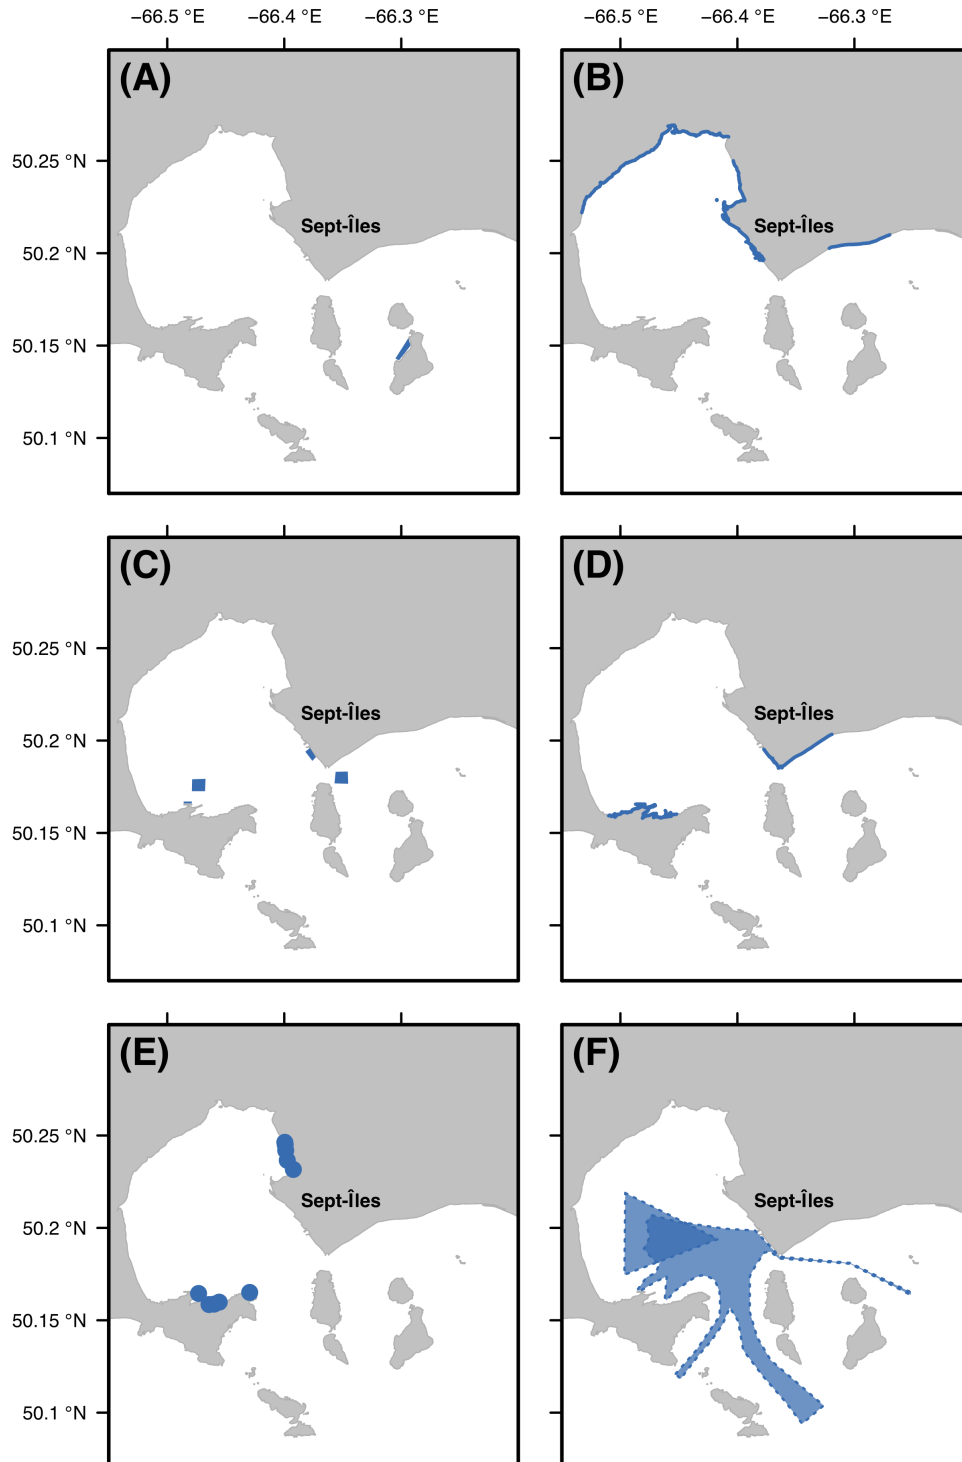 −66.5 °E −66.4 °E −66.3 °E −66.5 °E −66.4 °E −66.3 °E
(A) (B)
50.25 °N
Sept-Îles Sept-Îles
50.2 °N
50.15 °N
50.1 °N
(C) (D)
50.25 °N
Sept-Îles Sept-Îles
50.2 °N
50.15 °N
50.1 °N
(E) (F)
50.25 °N
Sept-Îles Sept-Îles
50.2 °N
50.15 °N
50.1 °N